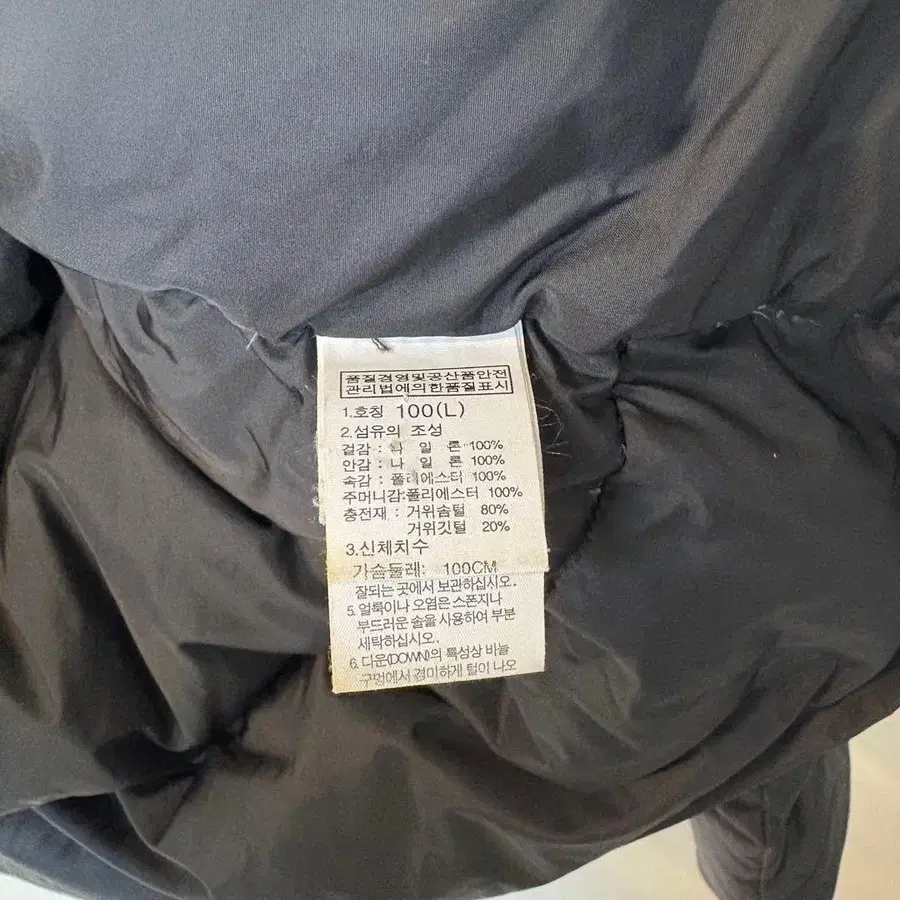 품질경영및공산품안전
관리법에의한품질표시
1.호칭 100(L)
2.섬유의 조성
겉감 : 나 일 론 100%
안감 : 나 일 론 100%
속감 : 폴리에스터 100%
주머니감:폴리에스터 100%
충전재 : 거위솜털 80%
거위깃털 20%
3.신체치수
가슴둘레: 100CM
잘되는 곳에서 보관하십시오.
5. 얼룩이나 오염은 스폰지나
부드러운 솔을 사용하여 부분
세탁하십시오.
6. 다운(DOWN)의 특성상 바늘
구멍에서 경미하게 털이 나오